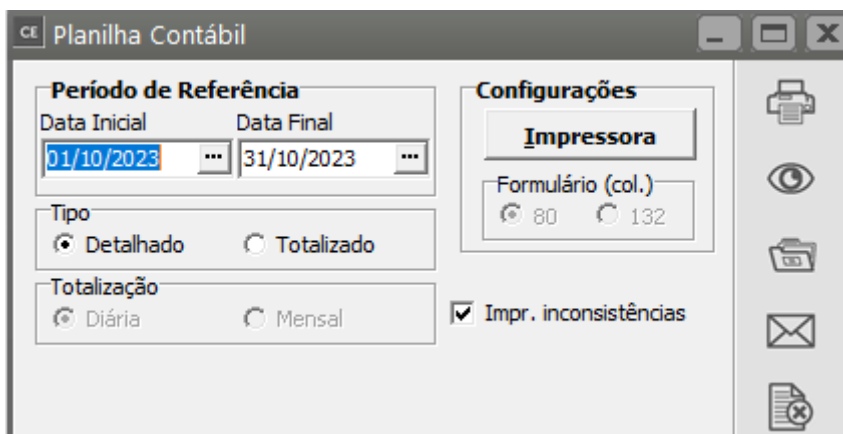 CE Planilha Contábil
Período de Referência
Data Inicial Data Final
01/10/2023 ... 31/10/2023 ...
Tipo
Detalhado Totalizado
Totalização
Diária Mensal
Configurações
Impressora
Formulário (col.)
80 132
Impr. inconsistências